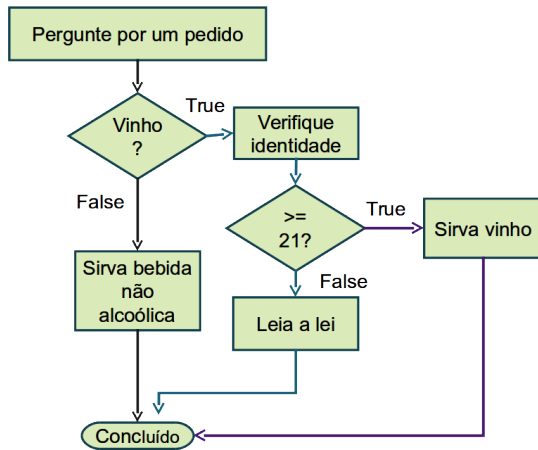 Pergunte por um pedido
True
Vinho
?
Verifique
identidade
False
>=
21?
True
Sirva vinho
Sirva bebida
não
alcoólica
False
Leia a lei
Concluído